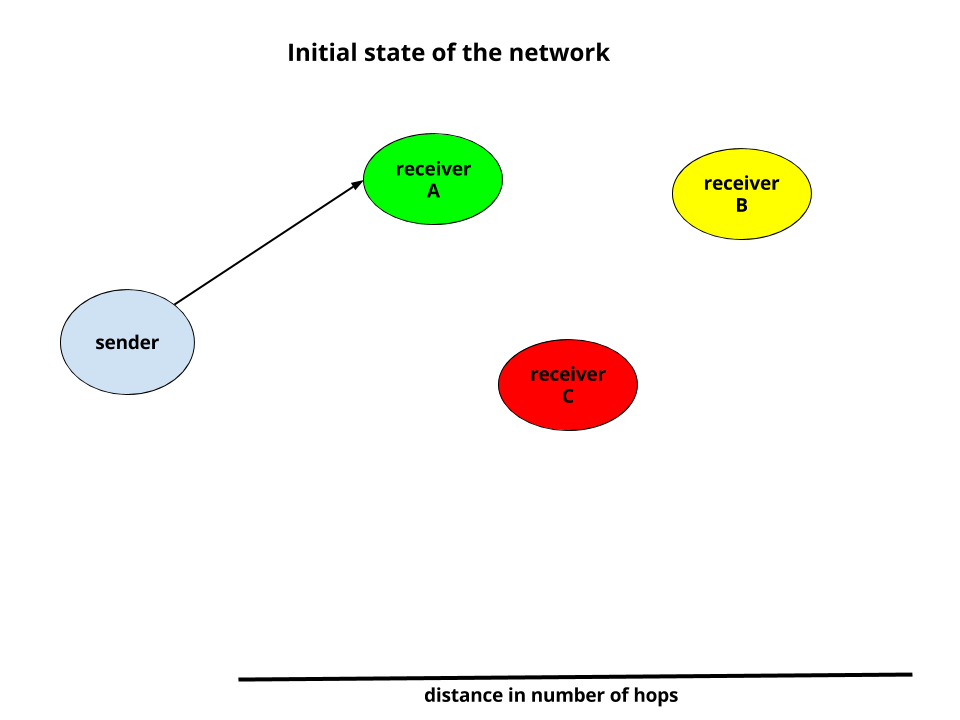 Initial state of the network
receiver
A
receiver
B
sender
receiver
C
distance in number of hops